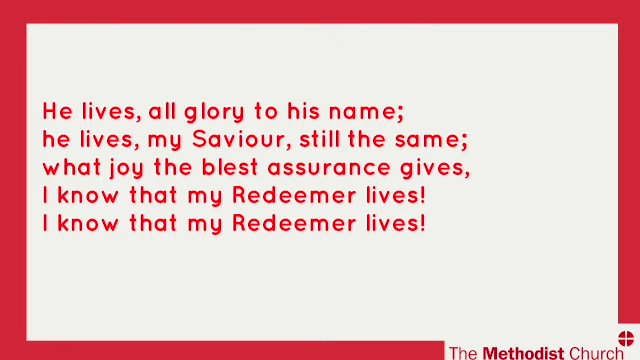 He lives, all glory to his name;
he lives, my Saviour, still the same;
what joy the blest assurance gives,
I know that my Redeemer lives!
I know that my Redeemer lives!
The Methodist Church